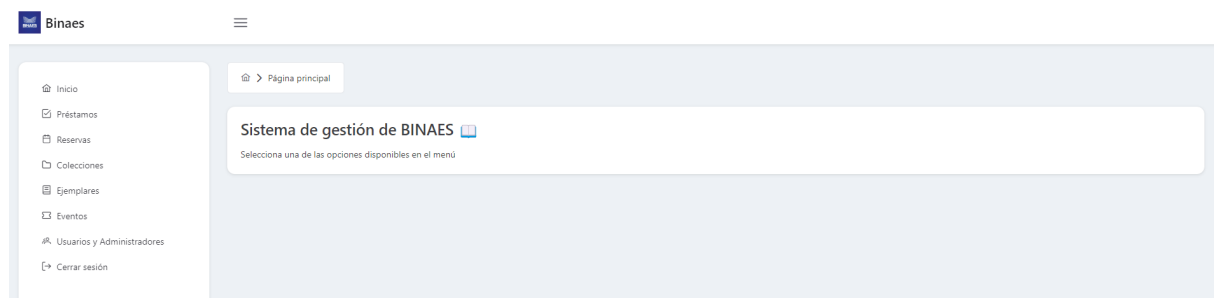 BINAES
Binaes
Página principal
Inicio
Préstamos
Reservas
Colecciones
Ejemplares
Eventos
Usuarios y Administradores
Cerrar sesión
Sistema de gestión de BINAES
Selecciona una de las opciones disponibles en el menú